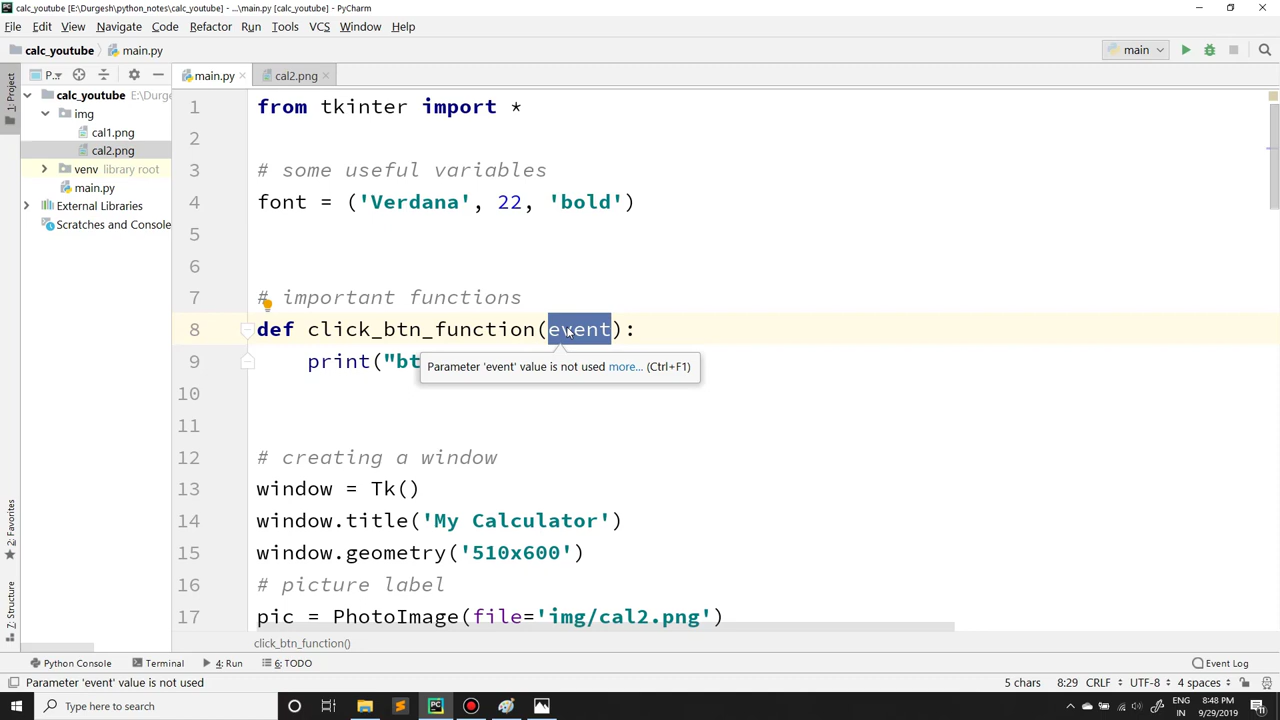 calc_youtube [E:\Durgesh\python_notes\calc_youtube] - ...\main.py [calc_youtube] - PyCharm
File Edit View Navigate Code Refactor Run Tools VCS Window Help
calc_youtube main.py main
1: Project P... main.py cal2.png
calc_youtube E:\Durge
img
cal1.png
cal2.png
venv library root
main.py
External Libraries
Scratches and Console
1 from tkinter import *
2
3 # some useful variables
4 font = ('Verdana', 22, 'bold')
5
6
7 # important functions
8 def click_btn_function(event):
9 print("bt
Parameter 'event' value is not used more... (Ctrl+F1)
10
11
12 # creating a window
13 window = Tk()
14 window.title('My Calculator')
15 window.geometry('510x600')
16 # picture label
17 pic = PhotoImage(file='img/cal2.png')
click_btn_function()
2: Favorites
7: Structure
Python Console Terminal 4: Run 6: TODO Event Log
Parameter 'event' value is not used 5 chars 8:29 CRLF UTF-8 4 spaces
Type here to search ENG 8:48 PM
IN 9/29/2019